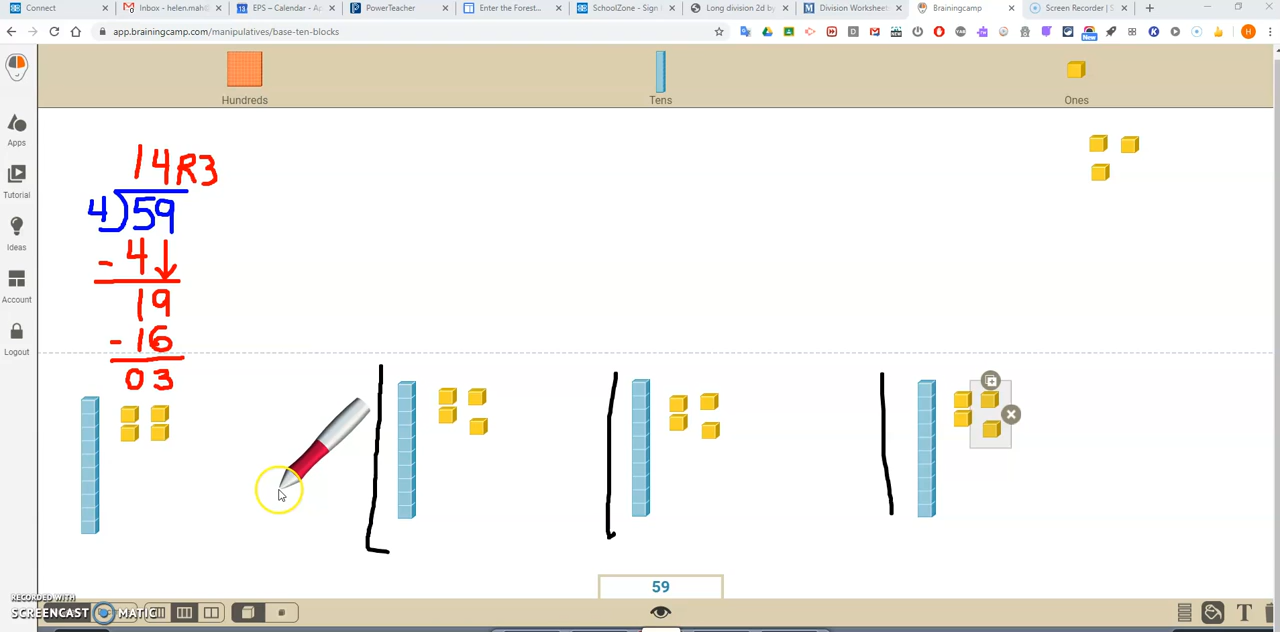 Connect
Inbox - helen.mah@
EPS – Calendar - Ap
PowerTeacher
Enter the Forest
SchoolZone - Sign
Long division 2d by
Division Worksheet
Brainingcamp
Screen Recorder | S
app.brainingcamp.com/manipulatives/base-ten-blocks
Hundreds
Tens
Ones
Apps
Tutorial
Ideas
Account
Logout
14R3
4)59
- 4↓
19
- 16
03
59
RECORDED WITH
SCREENCAST MATIC
T